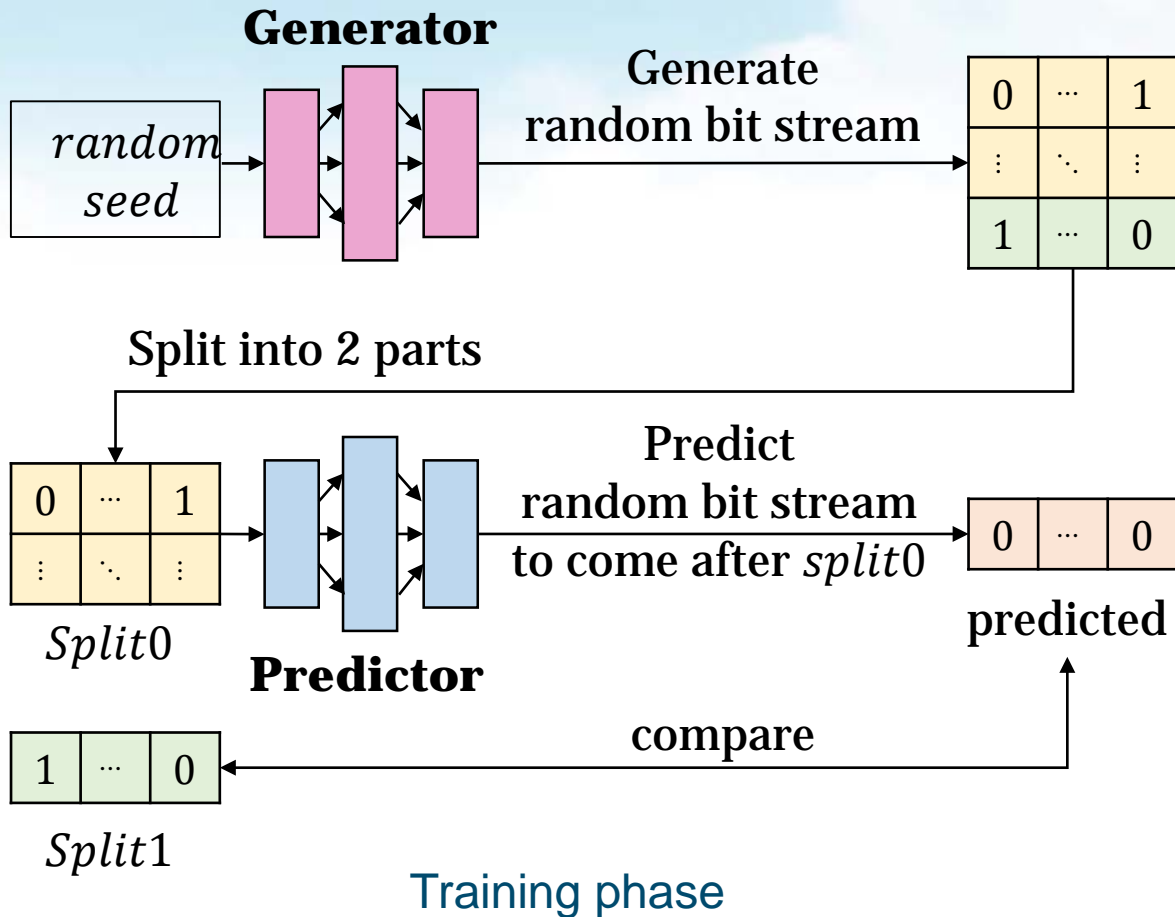 Generator
random
seed
Generate
random bit stream
0 ⋯ 1
⋮ ⋱ ⋮
1 ⋯ 0
Split into 2 parts
0 ⋯ 1
⋮ ⋱ ⋮
Split0
Predictor
Predict
random bit stream
to come after split0
0 ⋯ 0
predicted
compare
1 ⋯ 0
Split1
Training phase